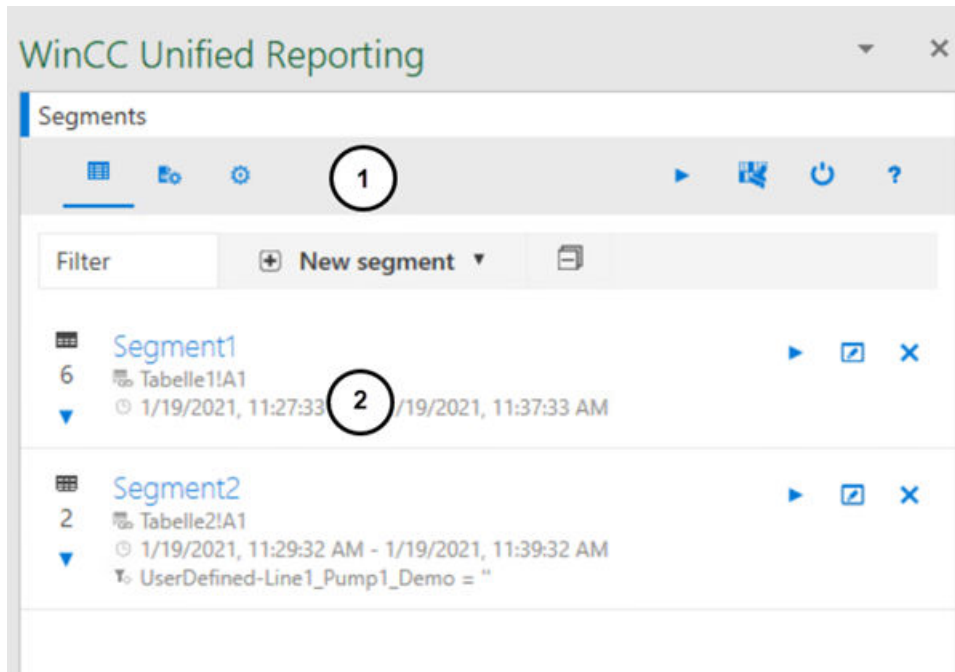 WinCC Unified Reporting
Segments
1
?
Filter
New segment
Segment1
6
Tabelle1!A1
1/19/2021, 11:27:33 2 /19/2021, 11:37:33 AM
Segment2
2
Tabelle2!A1
1/19/2021, 11:29:32 AM - 1/19/2021, 11:39:32 AM
UserDefined-Line1_Pump1_Demo = ''